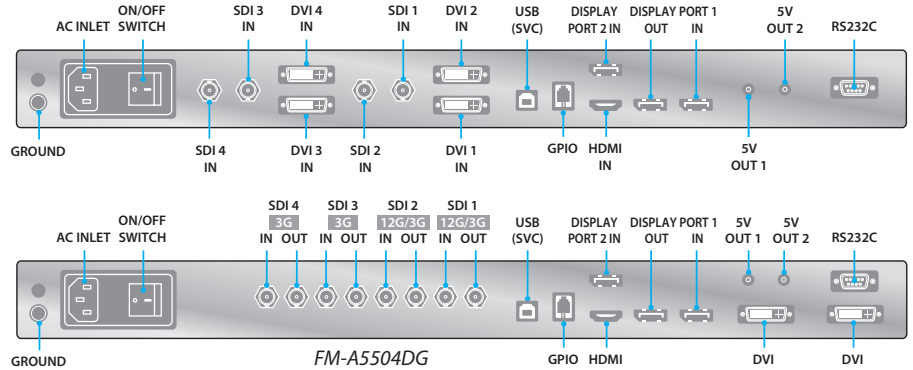 ON/OFF SDI 3 DVI 4 SDI 1 DVI 2 USB DISPLAY DISPLAY PORT 1 5V
AC INLET SWITCH IN IN IN IN (SVC) PORT 2 IN OUT IN OUT 2 RS232C
GROUND SDI 4 DVI 3 SDI 2 DVI 1 GPIO HDMI 5V
IN IN IN IN IN OUT 1
SDI 4 SDI 3 SDI 2 SDI 1
ON/OFF 3G 3G 12G/3G 12G/3G USB DISPLAY DISPLAY PORT 1 5V 5V
AC INLET SWITCH IN OUT IN OUT IN OUT IN OUT (SVC) PORT 2 IN OUT IN OUT 1 OUT 2 RS232C
GROUND FM-A5504DG GPIO HDMI DVI DVI